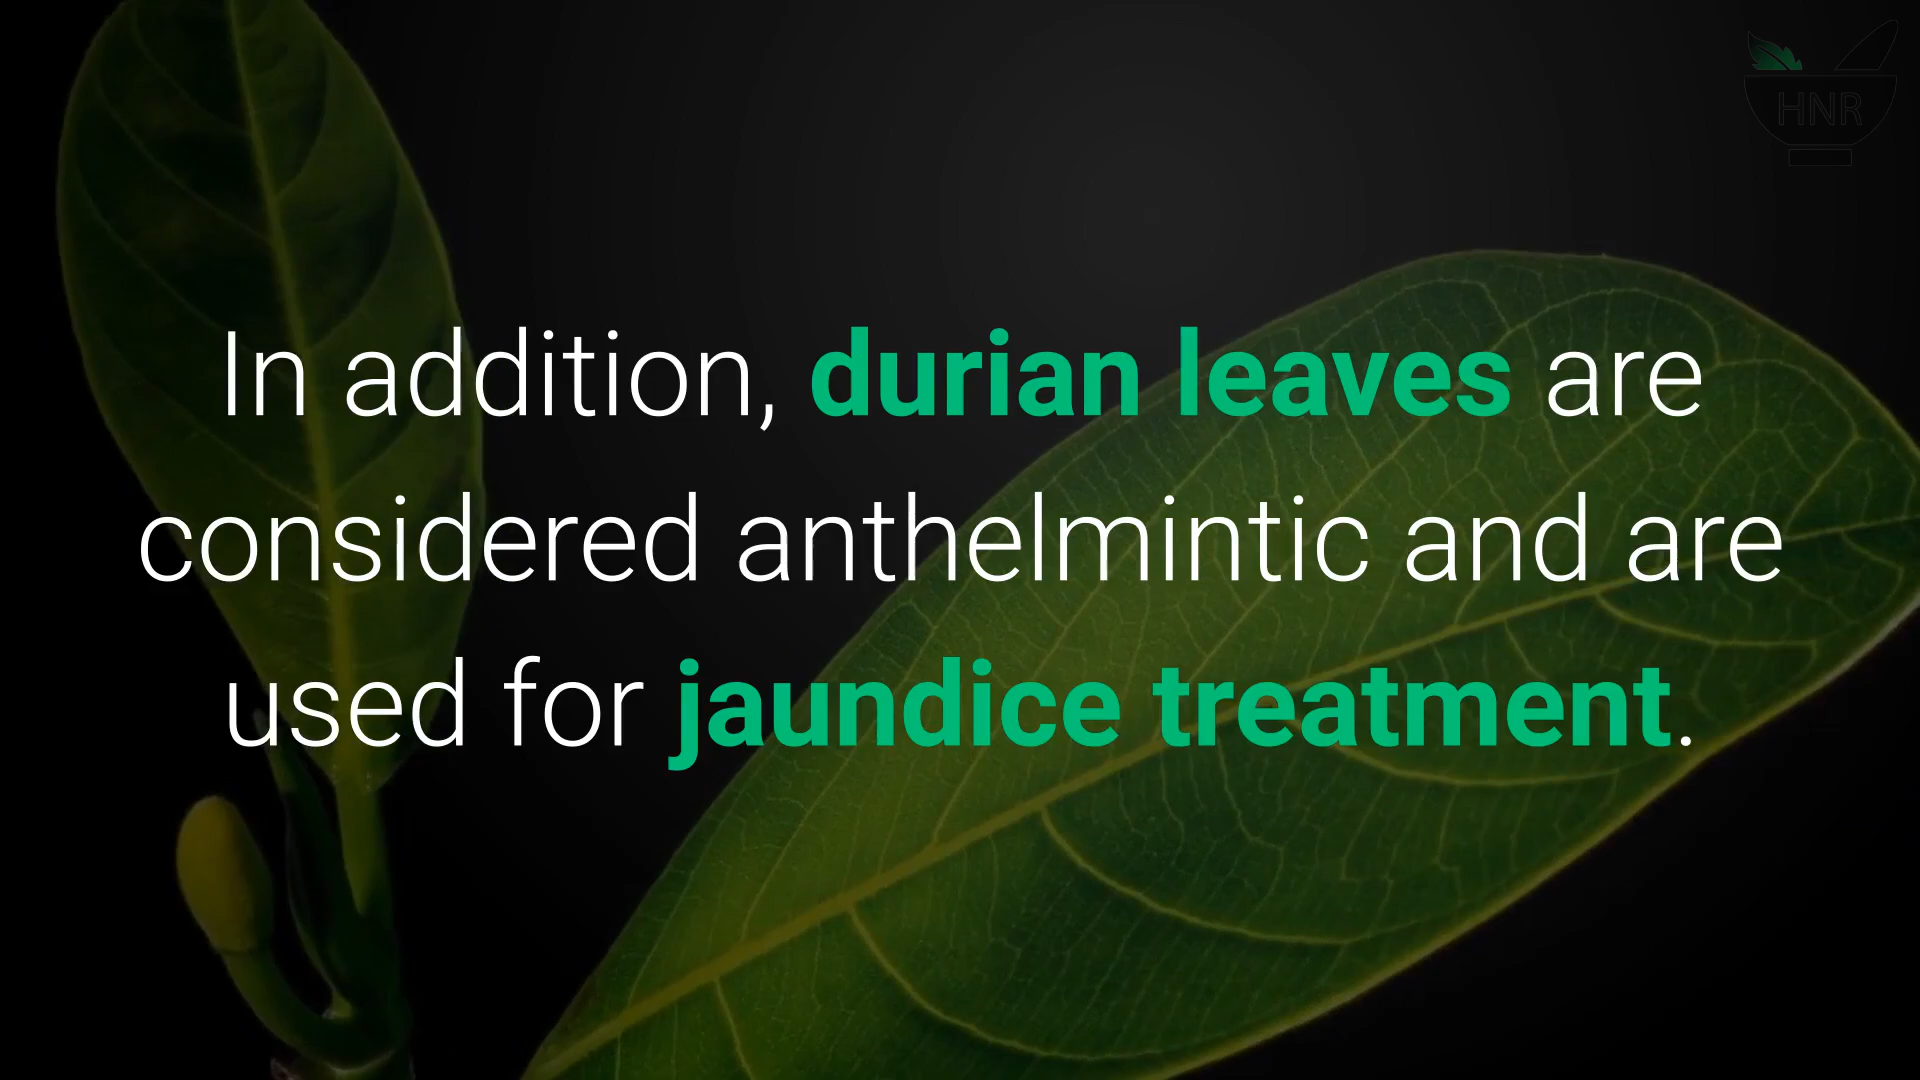 HNR
In addition, durian leaves are
considered anthelmintic and are
used for jaundice treatment.